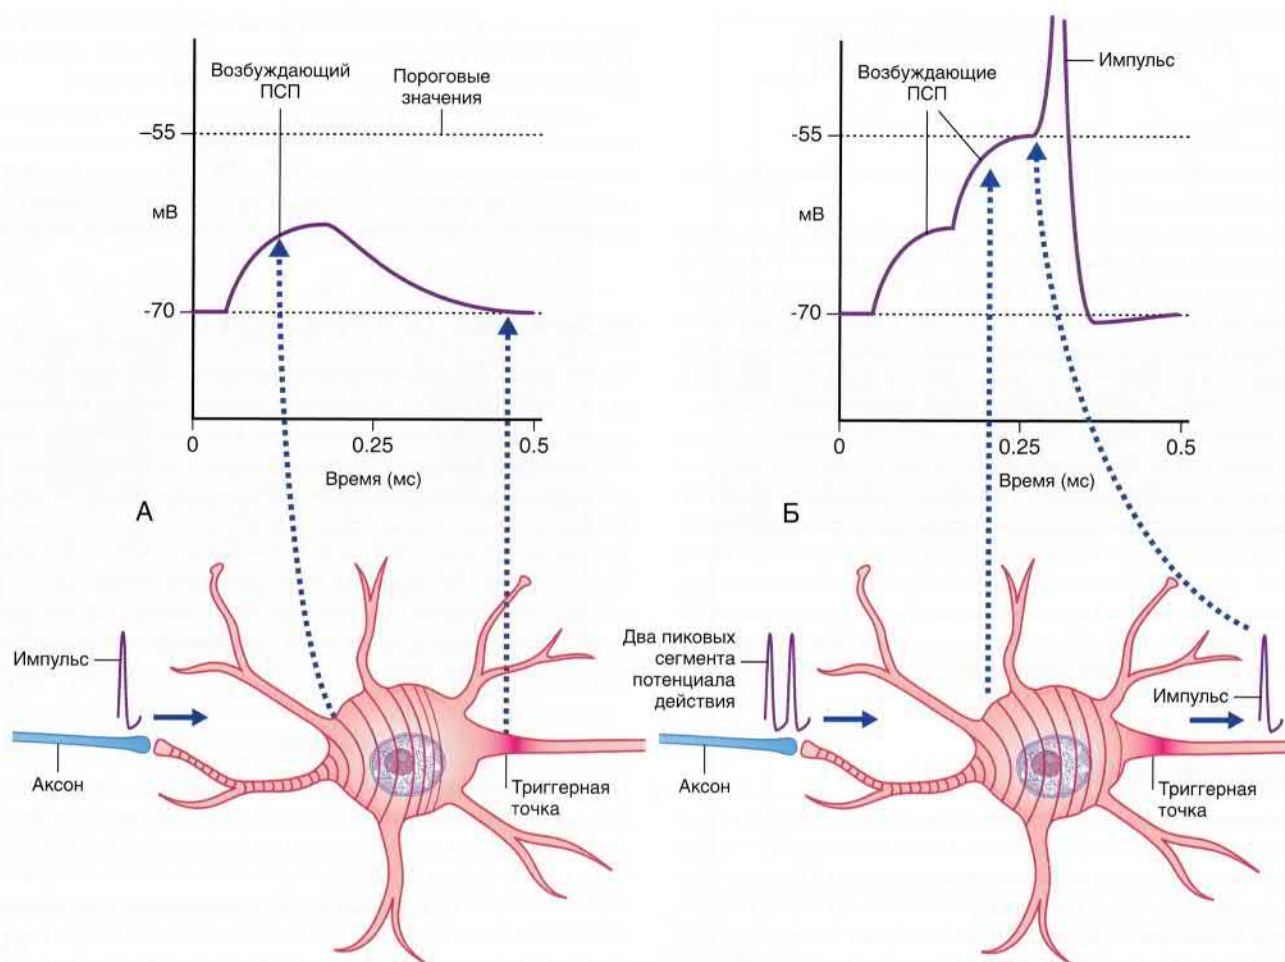 Возбуждающий
ПСП
Пороговые
значения
–55
мВ
-70
0
0.25
0.5
Время (мс)
А
Импульс
Аксон
Триггерная
точка
Возбуждающие
ПСП
Импульс
-55
мВ
-70
0
0.25
0.5
Время (мс)
Б
Два пиковых
сегмента
потенциала
действия
Импульс
Аксон
Триггерная
точка